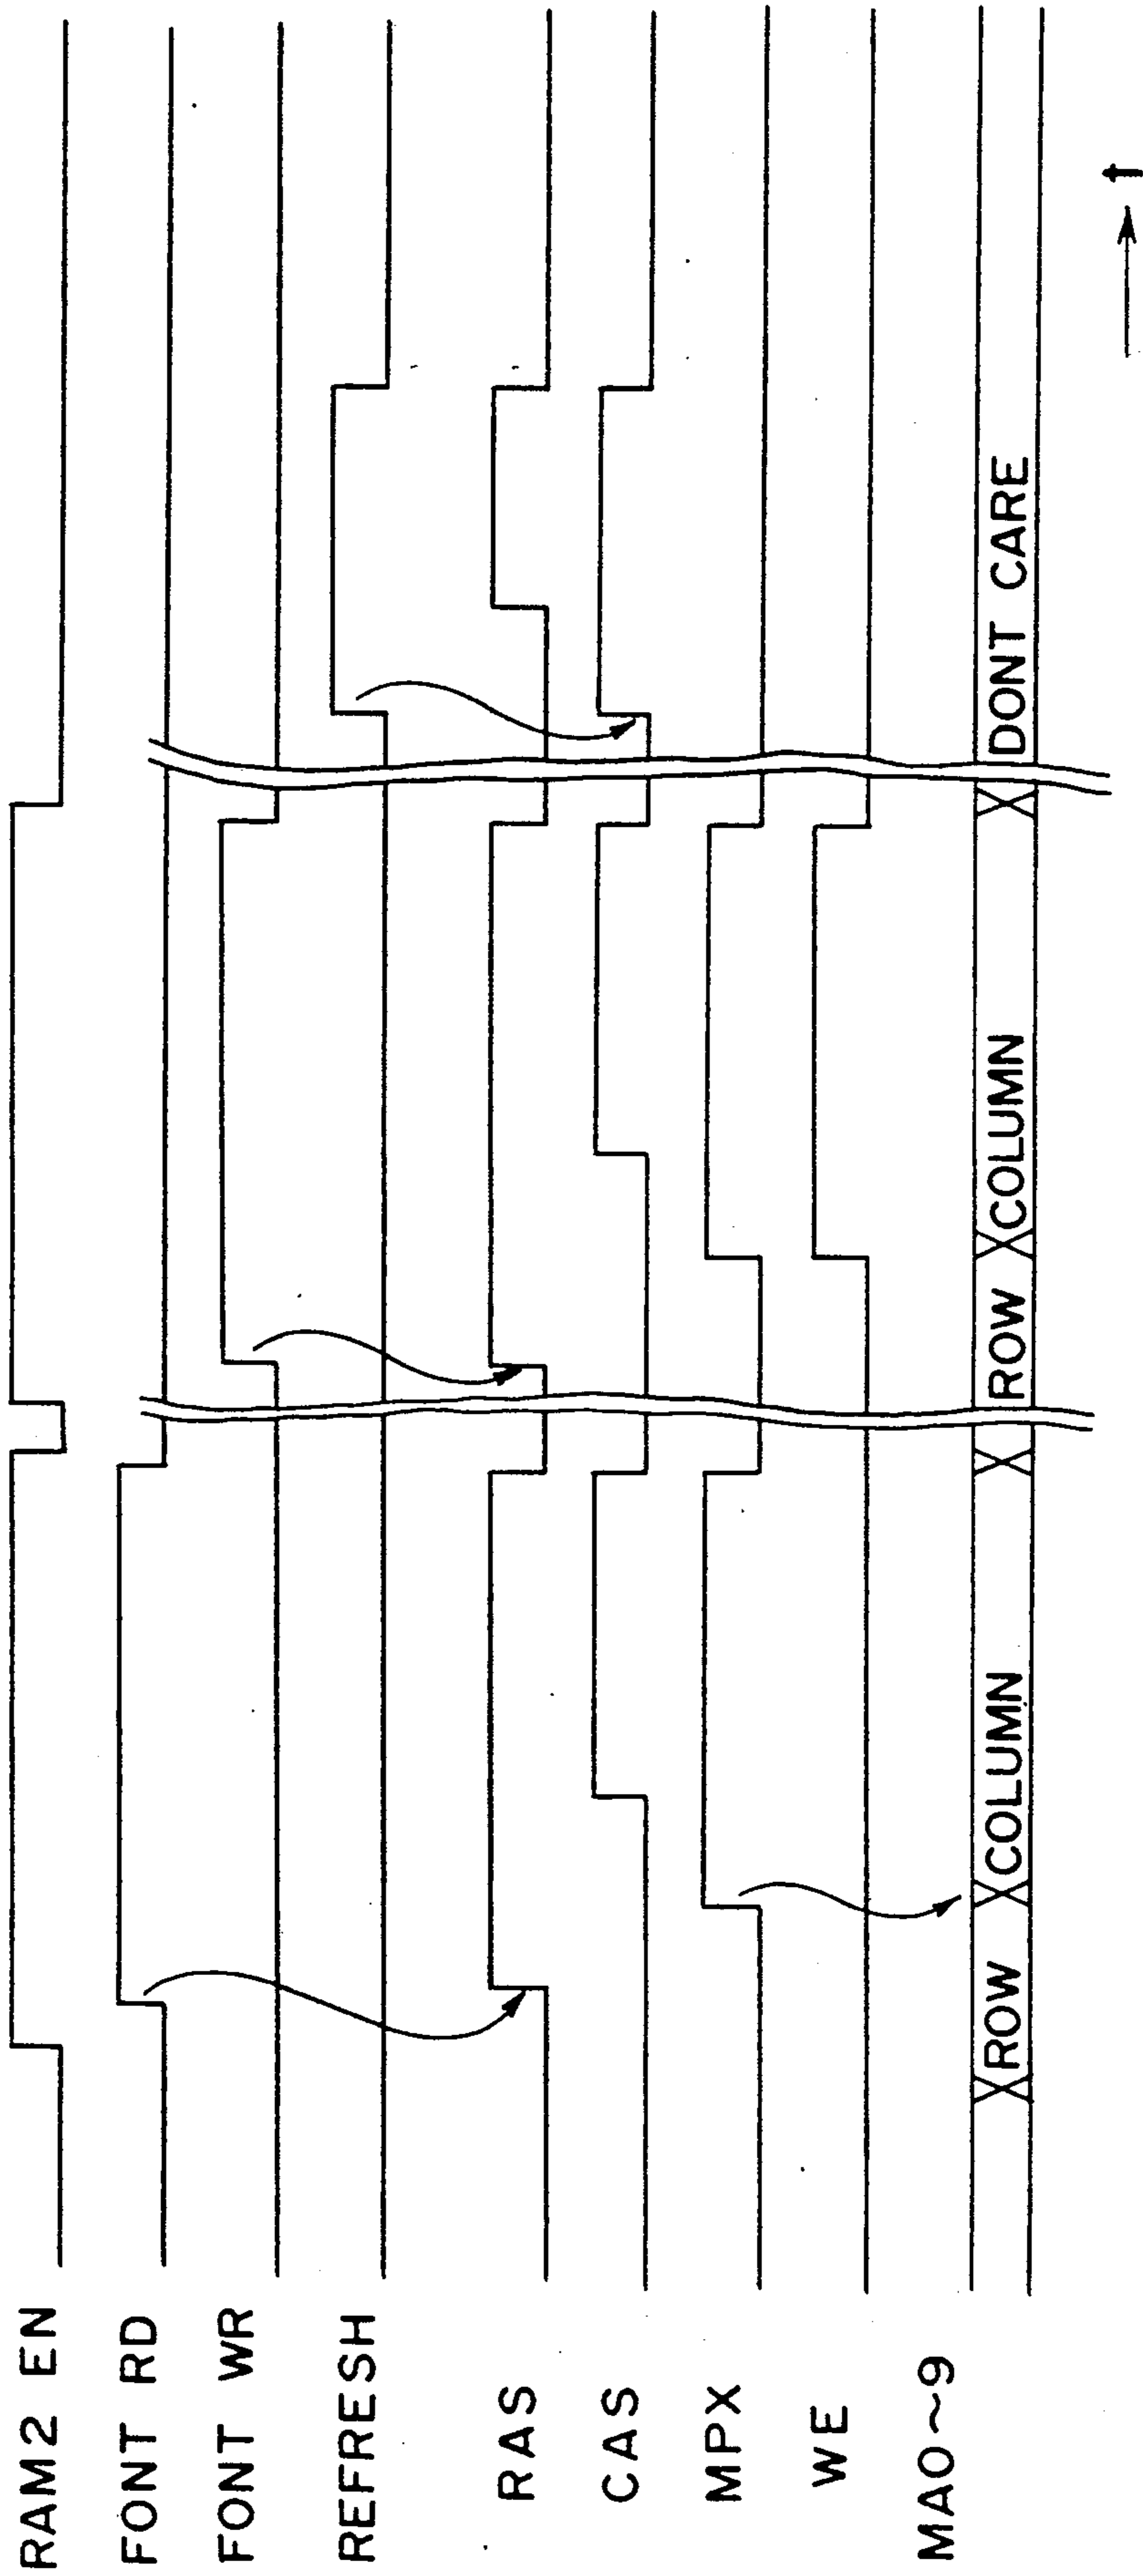 RAM2 EN
FONT RD
FONT WR
REFRESH
RAS
CAS
MPX
WE
MA0~9
ROW COLUMN ROW COLUMN DONT CARE
t